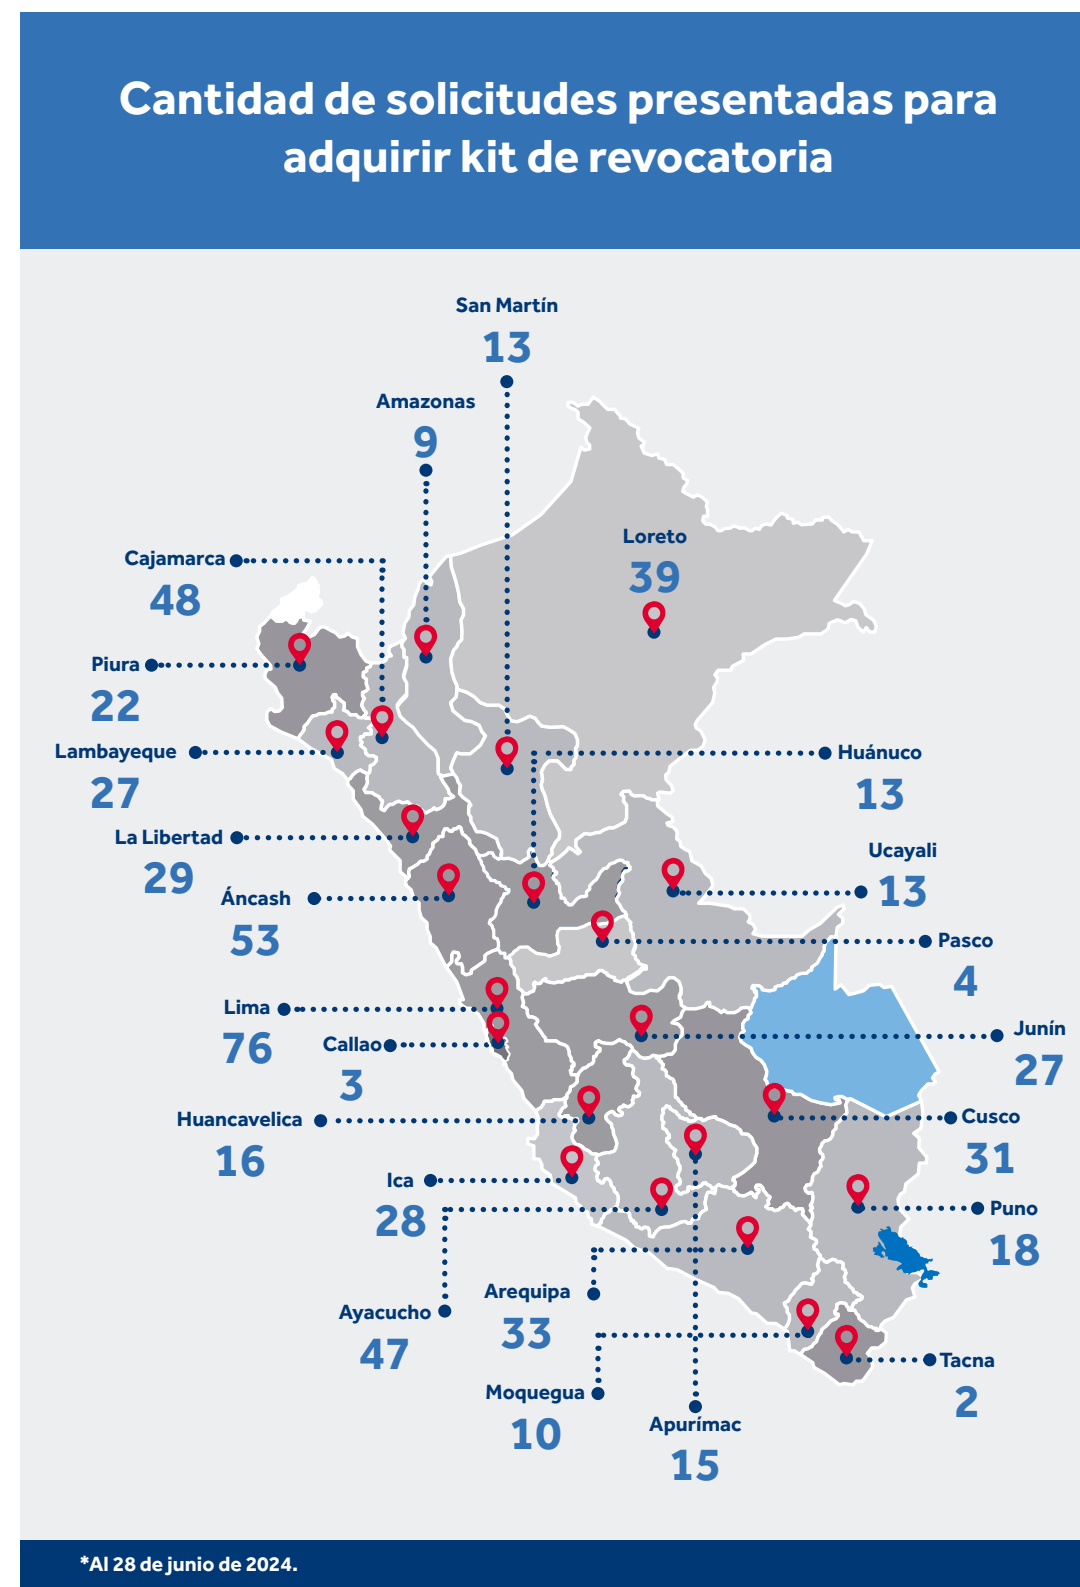 Cantidad de solicitudes presentadas para
adquirir kit de revocatoria
San Martín
13
Amazonas
9
Loreto
39
Cajamarca
48
Piura
22
Lambayeque
27
Huánuco
13
La Libertad
29
Ucayali
13
Áncash
53
Pasco
4
Lima
76
Callao
3
Junín
27
Huancavelica
16
Cusco
31
Ica
28
Puno
18
Ayacucho
47
Arequipa
33
Tacna
2
Moquegua
10
Apurímac
15
*Al 28 de junio de 2024.